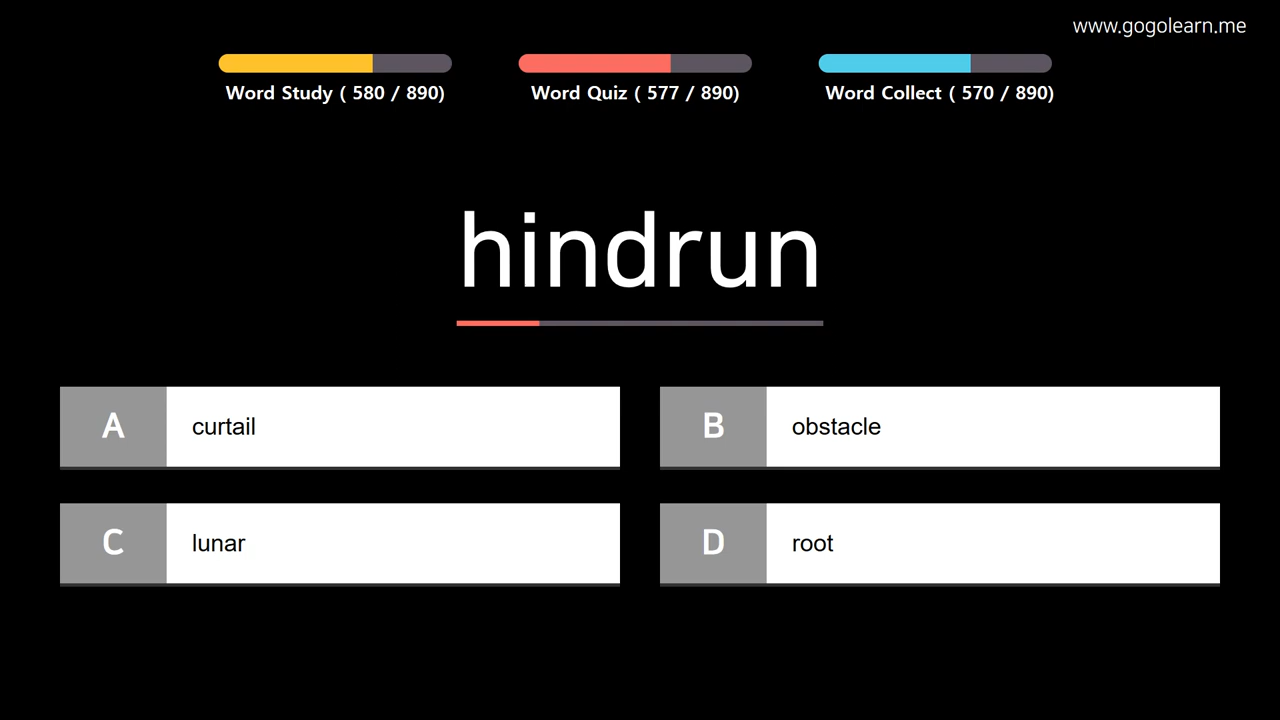 www.gogolearn.me
Word Study ( 580 / 890)
Word Quiz ( 577 / 890)
Word Collect ( 570 / 890)
hindrun
A curtail
B obstacle
C lunar
D root